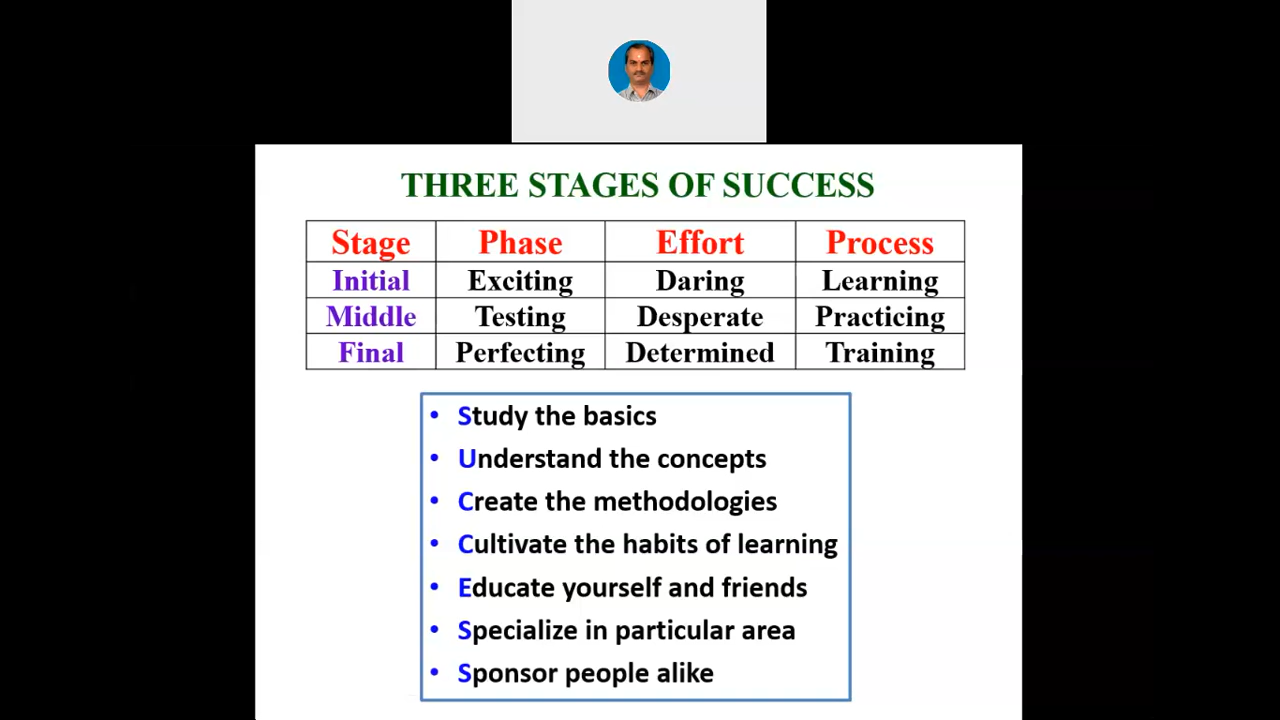 THREE STAGES OF SUCCESS
Stage Phase Effort Process
Initial Exciting Daring Learning
Middle Testing Desperate Practicing
Final Perfecting Determined Training
• Study the basics
• Understand the concepts
• Create the methodologies
• Cultivate the habits of learning
• Educate yourself and friends
• Specialize in particular area
• Sponsor people alike